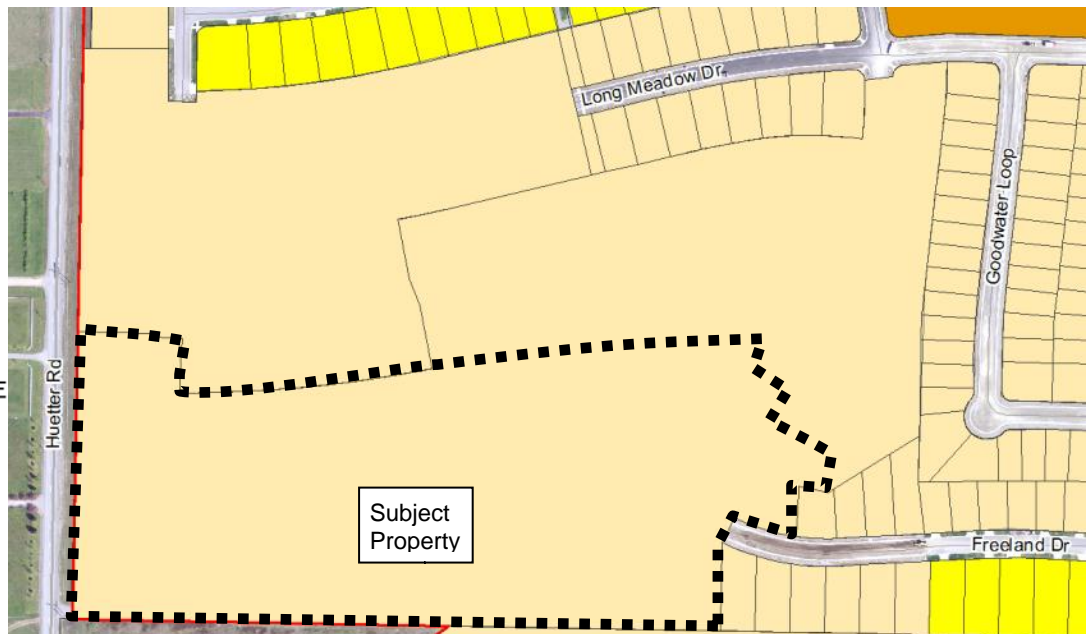 Long Meadow Dr
Goodwater Loop
Huetter Rd
Subject
Property
Freeland Dr